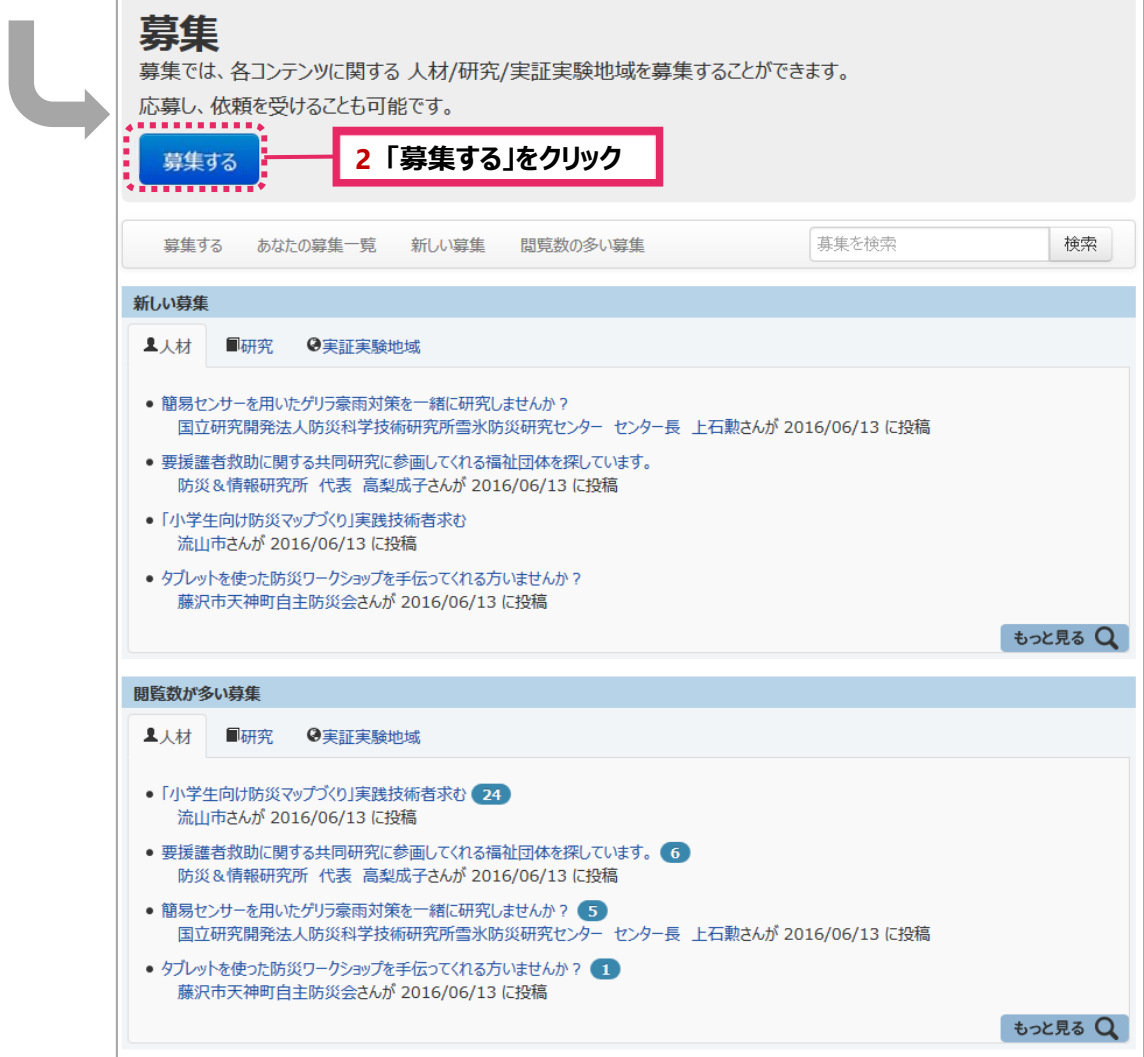 募集
募集では、各コンテンツに関する 人材/研究/実証実験地域を募集することができます。
応募し、依頼を受けることも可能です。
募集する
2 「募集する」をクリック
募集する あなたの募集一覧 新しい募集 閲覧数の多い募集 募集を検索 検索
新しい募集
人材 研究 実証実験地域
簡易センサーを用いたゲリラ豪雨対策を一緒に研究しませんか？
国立研究開発法人防災科学技術研究所雪氷防災研究センター センター長 上石勲さんが 2016/06/13 に投稿
要援護者救助に関する共同研究に参画してくれる福祉団体を探しています。
防災＆情報研究所 代表 高梨成子さんが 2016/06/13 に投稿
「小学生向け防災マップづくり」実践技術者求む
流山市さんが 2016/06/13 に投稿
タブレットを使った防災ワークショップを手伝ってくれる方いませんか？
藤沢市天神町自主防災会さんが 2016/06/13 に投稿
もっと見る
閲覧数が多い募集
人材 研究 実証実験地域
「小学生向け防災マップづくり」実践技術者求む 24
流山市さんが 2016/06/13 に投稿
要援護者救助に関する共同研究に参画してくれる福祉団体を探しています。 6
防災＆情報研究所 代表 高梨成子さんが 2016/06/13 に投稿
簡易センサーを用いたゲリラ豪雨対策を一緒に研究しませんか？ 5
国立研究開発法人防災科学技術研究所雪氷防災研究センター センター長 上石勲さんが 2016/06/13 に投稿
タブレットを使った防災ワークショップを手伝ってくれる方いませんか？ 1
藤沢市天神町自主防災会さんが 2016/06/13 に投稿
もっと見る